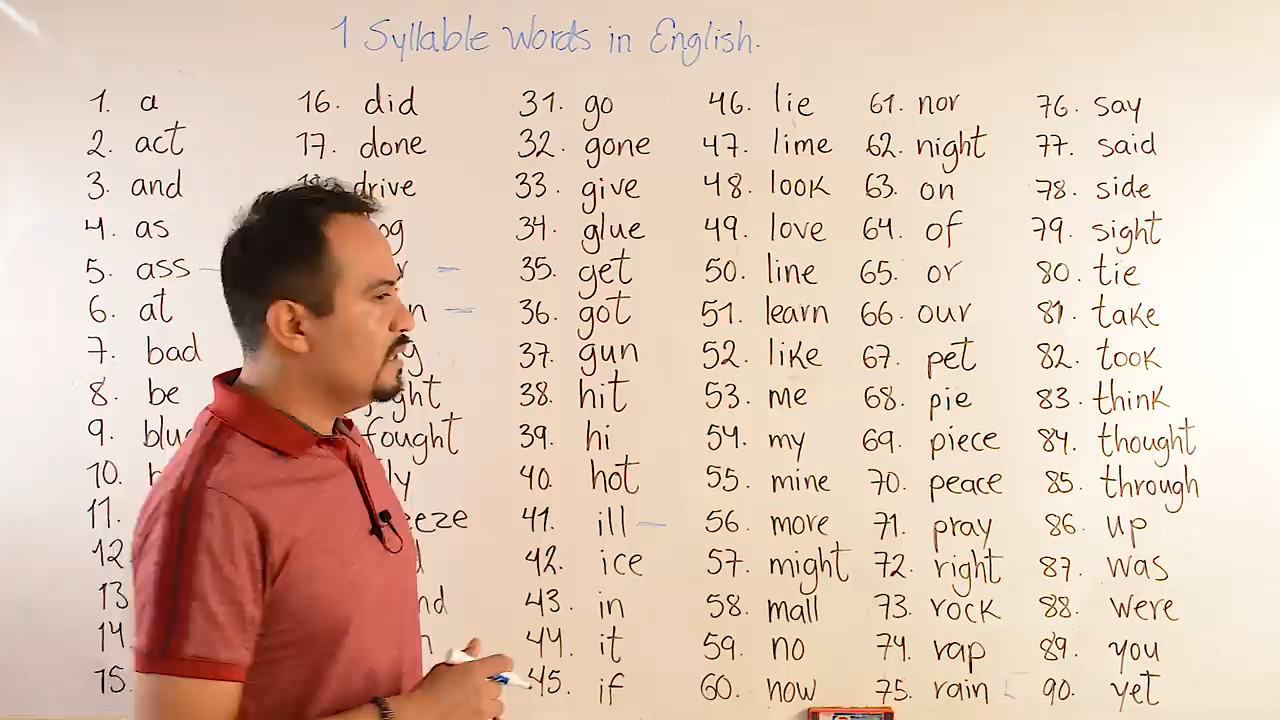 1 Syllable Words in English.
1. a
2. act
3. and
4. as
5. ass
6. at
7. bad
8. be
9.
10.
11.
12
13
14
15.
16. did
17. done
drive
fought
31. go
32. gone
33. give
34. glue
35. get
36. got
37. gun
38. hit
39. hi
40. hot
41. ill
42. ice
43. in
44. it
45. if
46. lie
47. lime
48. look
49. love
50. line
51. learn
52. like
53. me
54. my
55. mine
56. more
57. might
58. mall
59. no
60. now
61. nor
62. night
63. on
64. of
65. or
66. our
67. pet
68. pie
69. piece
70. peace
71. pray
72. right
73. rock
74. rap
75. rain
76. say
77. said
78. side
79. sight
80. tie
81. take
82. took
83. think
84. thought
85. through
86. up
87. was
88. were
89. you
90. yet